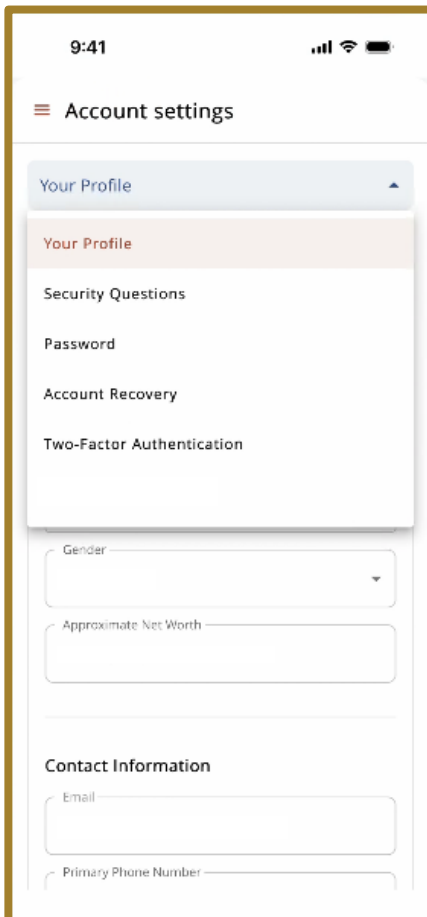 9:41
Account settings
Your Profile
Your Profile
Security Questions
Password
Account Recovery
Two-Factor Authentication
Gender
Approximate Net Worth
Contact Information
Email
Primary Phone Number